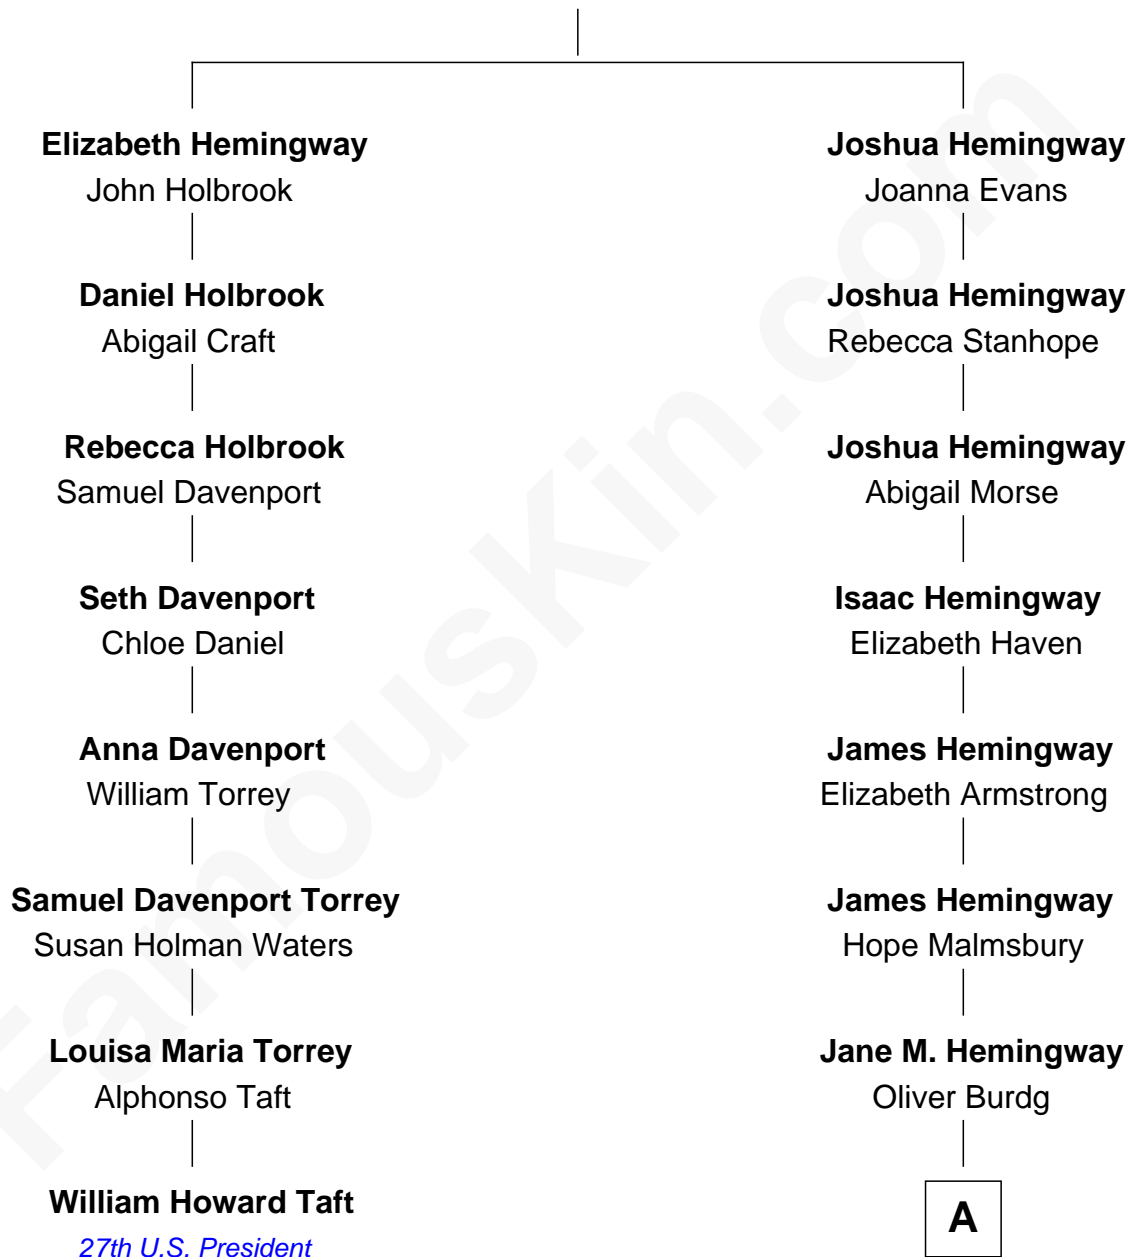 Elizabeth Hemingway
John Holbrook
Daniel Holbrook
Abigail Craft
Rebecca Holbrook
Samuel Davenport
Seth Davenport
Chloe Daniel
Anna Davenport
William Torrey
Samuel Davenport Torrey
Susan Holman Waters
Louisa Maria Torrey
Alphonso Taft
William Howard Taft
27th U.S. President
Joshua Hemingway
Joanna Evans
Joshua Hemingway
Rebecca Stanhope
Joshua Hemingway
Abigail Morse
Isaac Hemingway
Elizabeth Haven
James Hemingway
Elizabeth Armstrong
James Hemingway
Hope Malmsbury
Jane M. Hemingway
Oliver Burdg
A
FamousKin.com